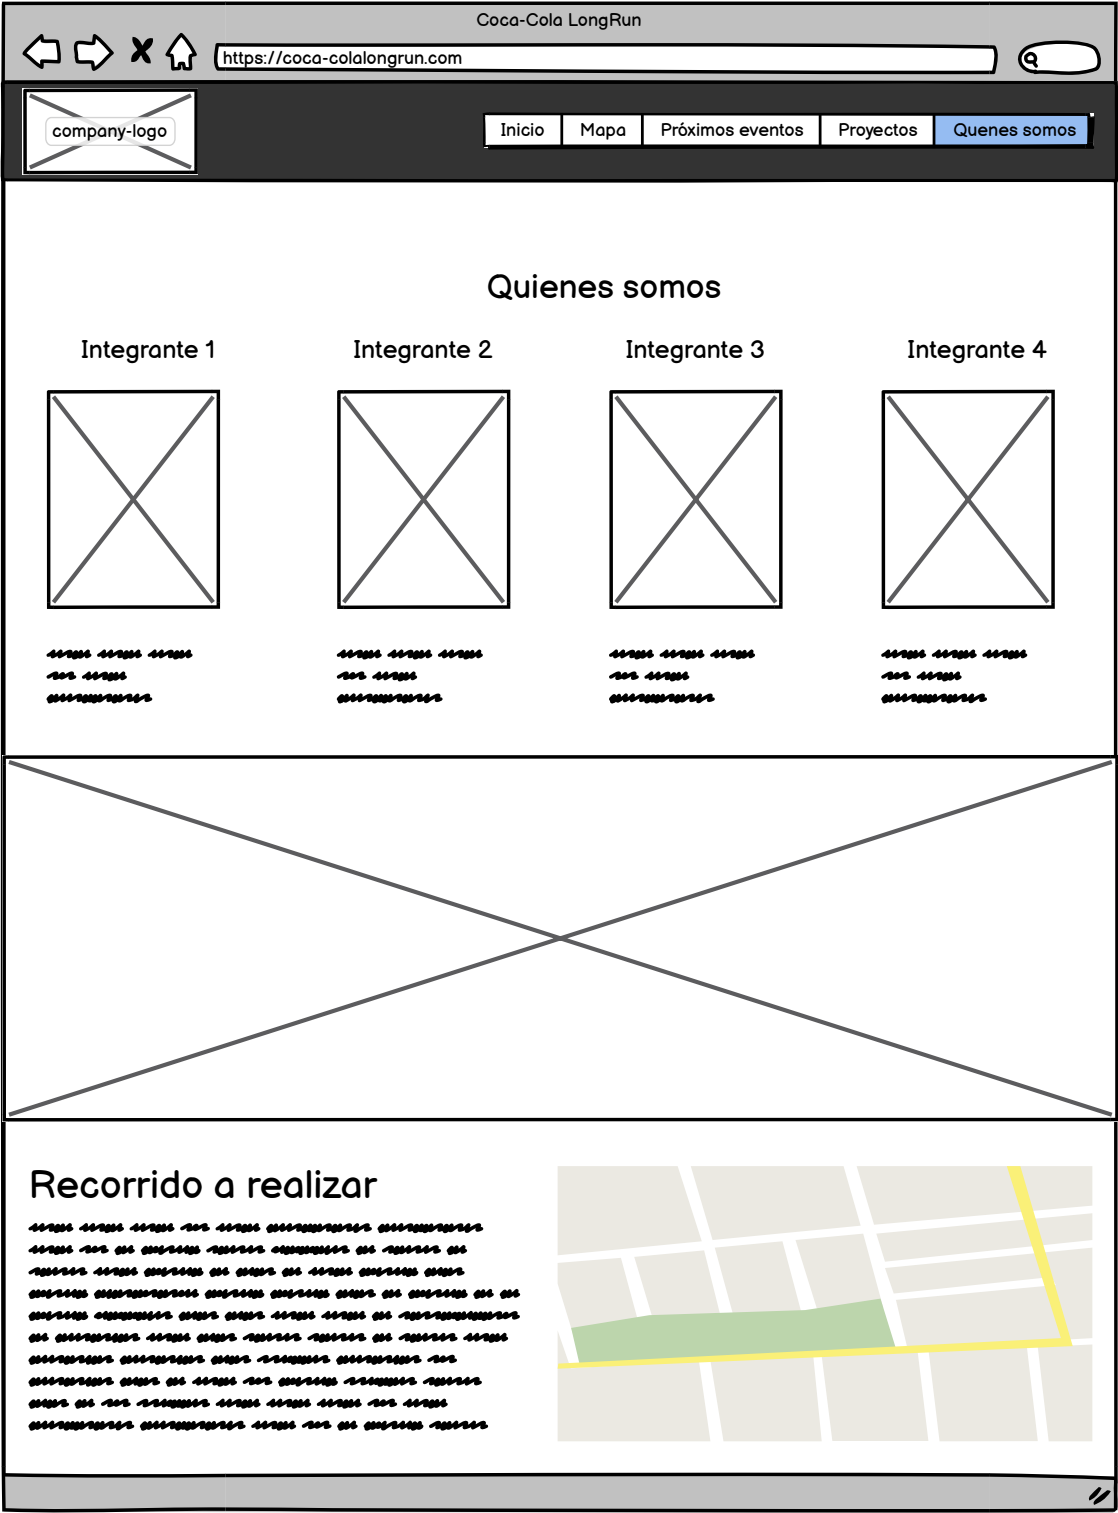 Coca-Cola LongRun
https://coca-colalongrun.com
company-logo
Inicio Mapa Próximos eventos Proyectos Quenes somos
Quienes somos
Integrante 1 Integrante 2 Integrante 3 Integrante 4
Recorrido a realizar